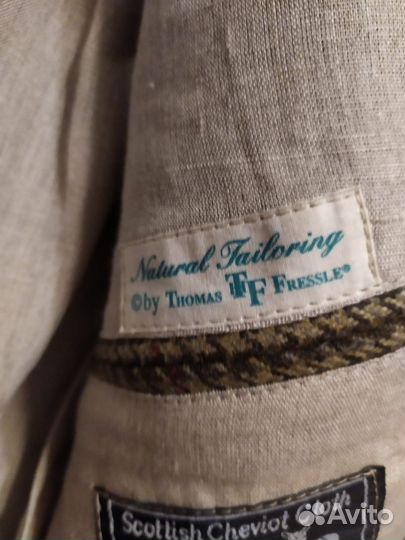 Natural Tailoring
© by THOMAS TF FRESSLE®
Scottish Cheviot Cloth
Avito